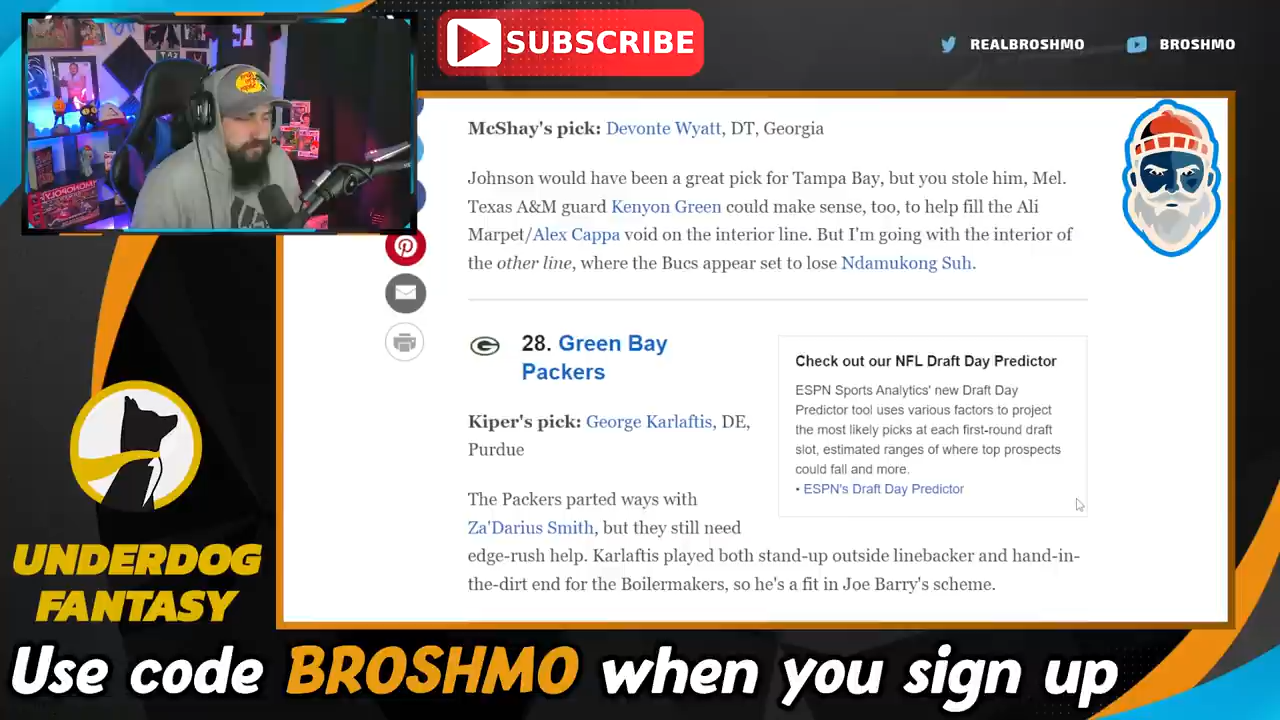 SUBSCRIBE
REALBROSHMO
BROSHMO
McShay's pick: Devonte Wyatt, DT, Georgia
Johnson would have been a great pick for Tampa Bay, but you stole him, Mel.
Texas A&M guard Kenyon Green could make sense, too, to help fill the Ali
Marpet/Alex Cappa void on the interior line. But I'm going with the interior of
the other line, where the Bucs appear set to lose Ndamukong Suh.
28. Green Bay
Packers
Kiper's pick: George Karlaftis, DE,
Purdue
The Packers parted ways with
Za'Darius Smith, but they still need
edge-rush help. Karlaftis played both stand-up outside linebacker and hand-in-
the-dirt end for the Boilermakers, so he's a fit in Joe Barry's scheme.
Check out our NFL Draft Day Predictor
ESPN Sports Analytics' new Draft Day
Predictor tool uses various factors to project
the most likely picks at each first-round draft
slot, estimated ranges of where top prospects
could fall and more.
• ESPN's Draft Day Predictor
UNDERDOG
FANTASY
Use code BROSHMO when you sign up